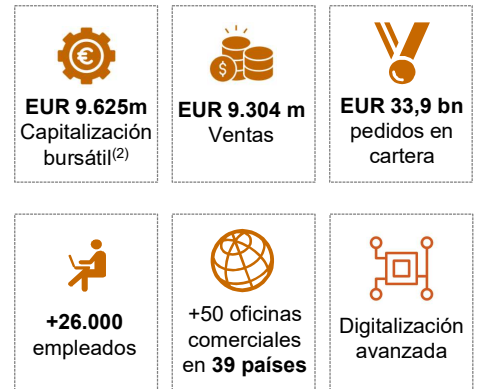 EUR 9.625m
Capitalización
bursátil(2)
EUR 9.304 m
Ventas
EUR 33,9 bn
pedidos en
cartera
+26.000
empleados
+50 oficinas
comerciales
en 39 países
Digitalización
avanzada